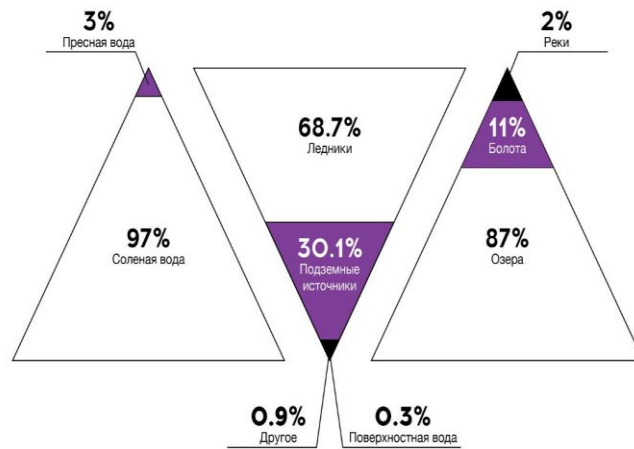 3%
Пресная вода
2%
Реки
68.7%
Ледники
11%
Болота
97%
Соленая вода
30.1%
Подземные
источники
87%
Озера
0.9%
Другое
0.3%
Поверхностная вода